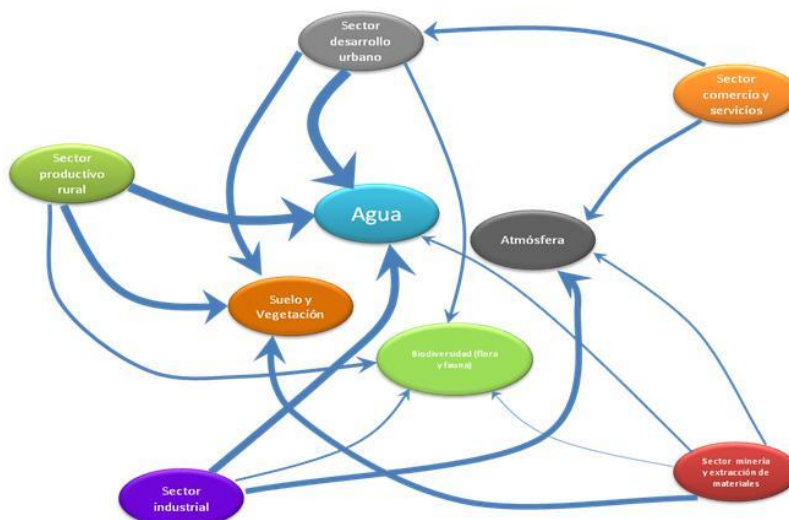 Sector
desarrollo
urbano
Sector
comercio y
servicios
Sector
productivo
rural
Agua
Atmósfera
Suelo y
Vegetación
Biodiversidad (flora
y fauna)
Sector minería
y extracción de
materiales
Sector
industrial